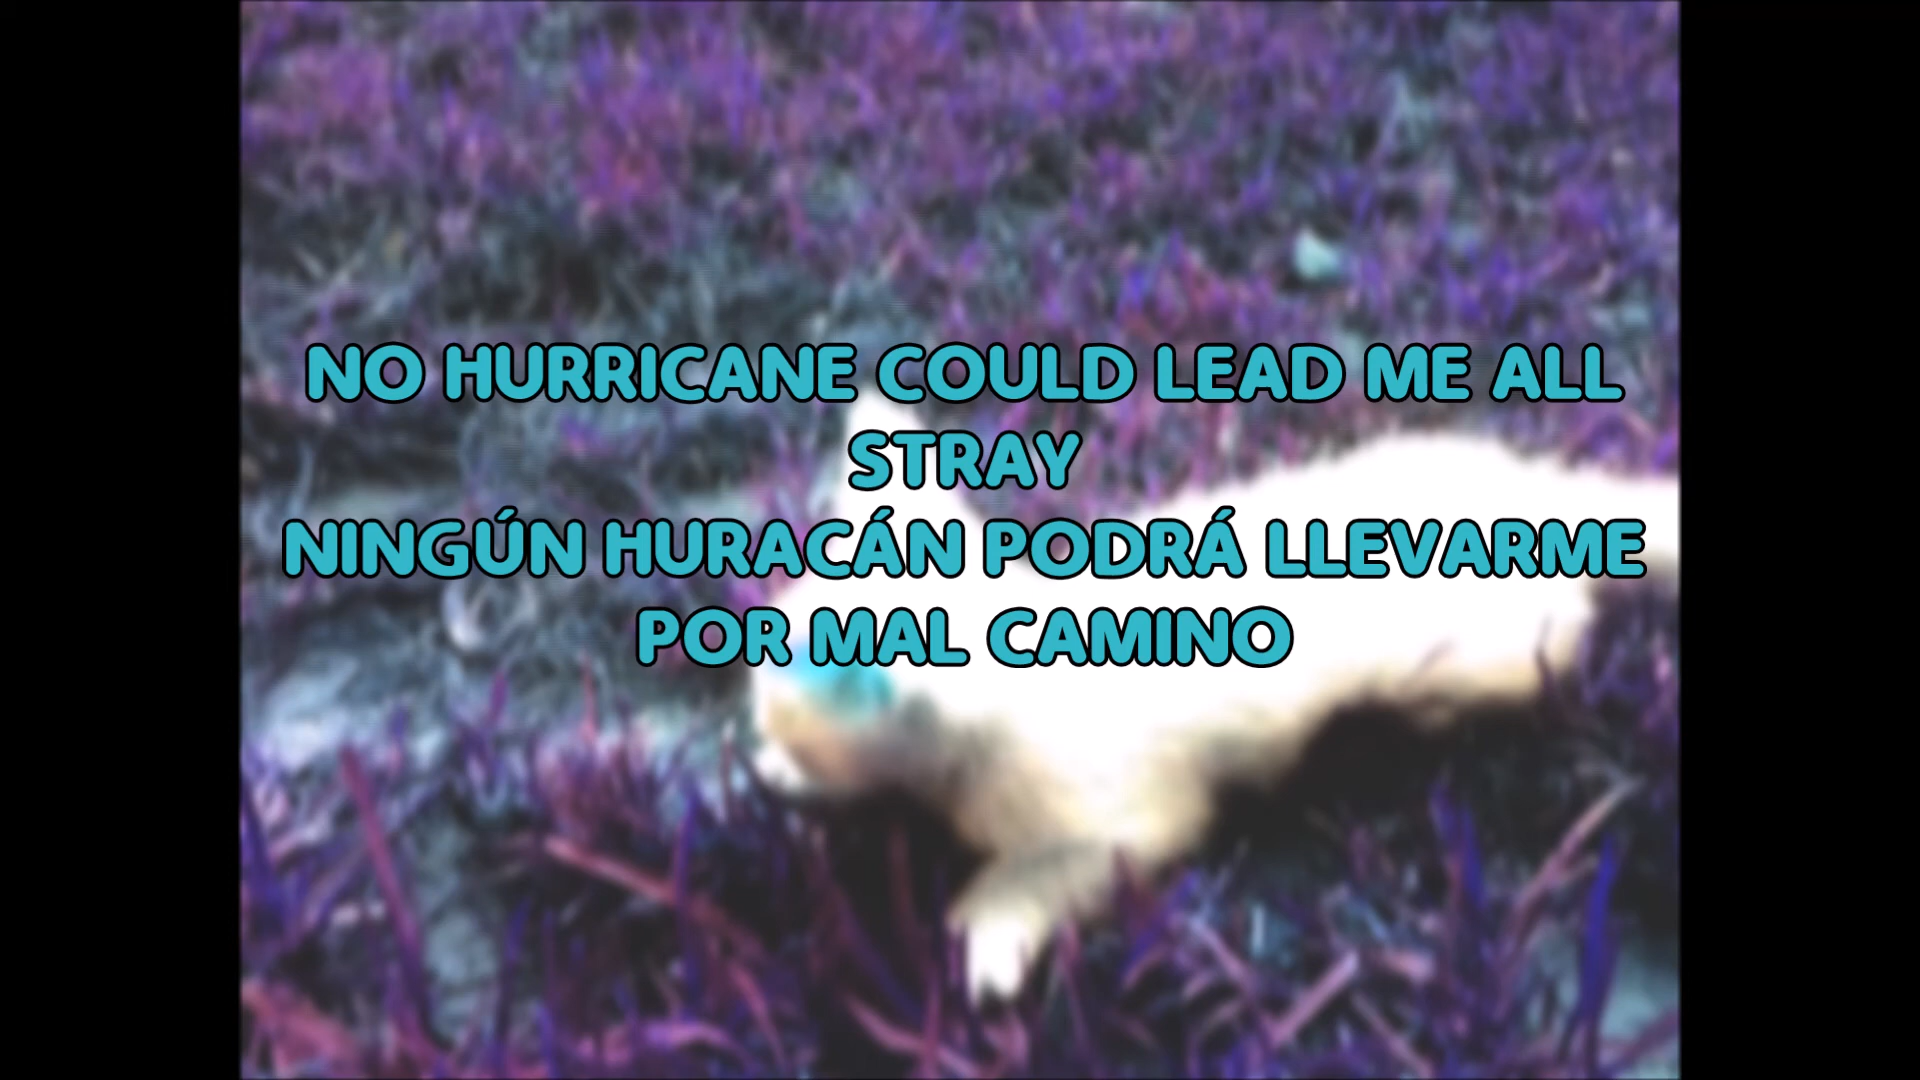 NO HURRICANE COULD LEAD ME ALL
STRAY
NINGÚN HURACÁN PODRÁ LLEVARME
POR MAL CAMINO